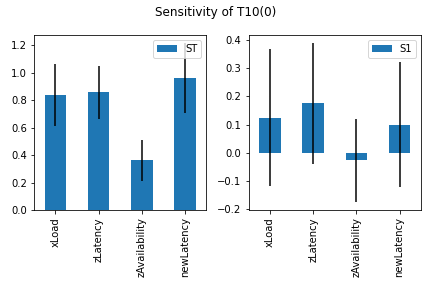 Sensitivity of T10(0)
ST
1.2
1.0
0.8
0.6
0.4
0.2
0.0
xLoad
zLatency
zAvailability
newLatency
S1
0.4
0.3
0.2
0.1
0.0
−0.1
−0.2
xLoad
zLatency
zAvailability
newLatency